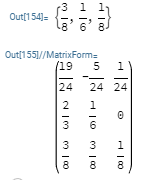 Out[154]= {3/8, 1/6, 1/8}
Out[155]//MatrixForm=
19/24 -5/24 1/24
2/3 1/6 0
3/8 3/8 1/8